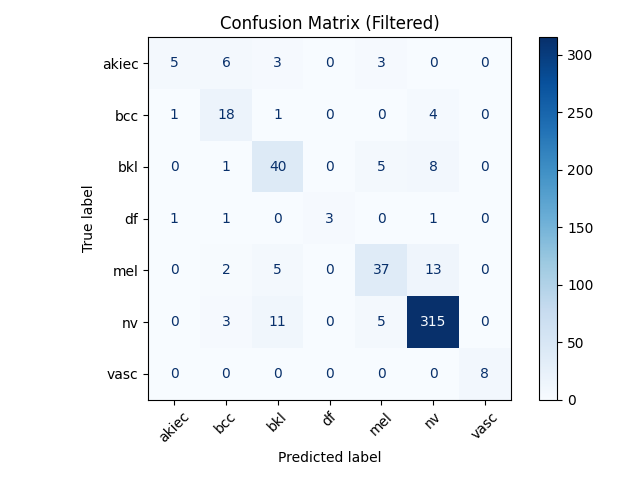 Confusion Matrix (Filtered)
akiec 5 6 3 0 3 0 0
bcc 1 18 1 0 0 4 0
bkl 0 1 40 0 5 8 0
df 1 1 0 3 0 1 0
mel 0 2 5 0 37 13 0
nv 0 3 11 0 5 315 0
vasc 0 0 0 0 0 0 8
akiec bcc bkl df mel nv vasc
Predicted label
True label
300
250
200
150
100
50
0